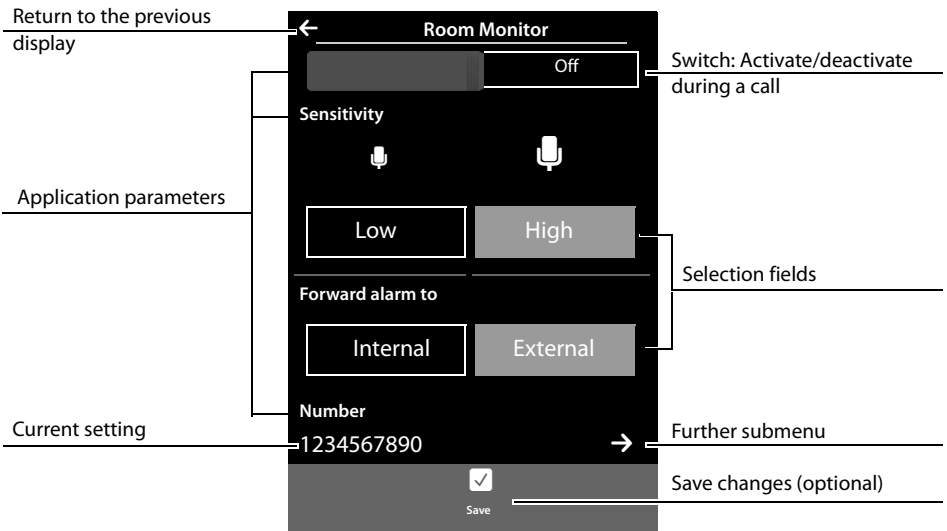 Return to the previous
display
Room Monitor
Off
Switch: Activate/deactivate
during a call
Sensitivity
Application parameters
Low
High
Selection fields
Forward alarm to
Internal
External
Number
Current setting
1234567890
Further submenu
Save changes (optional)
Save